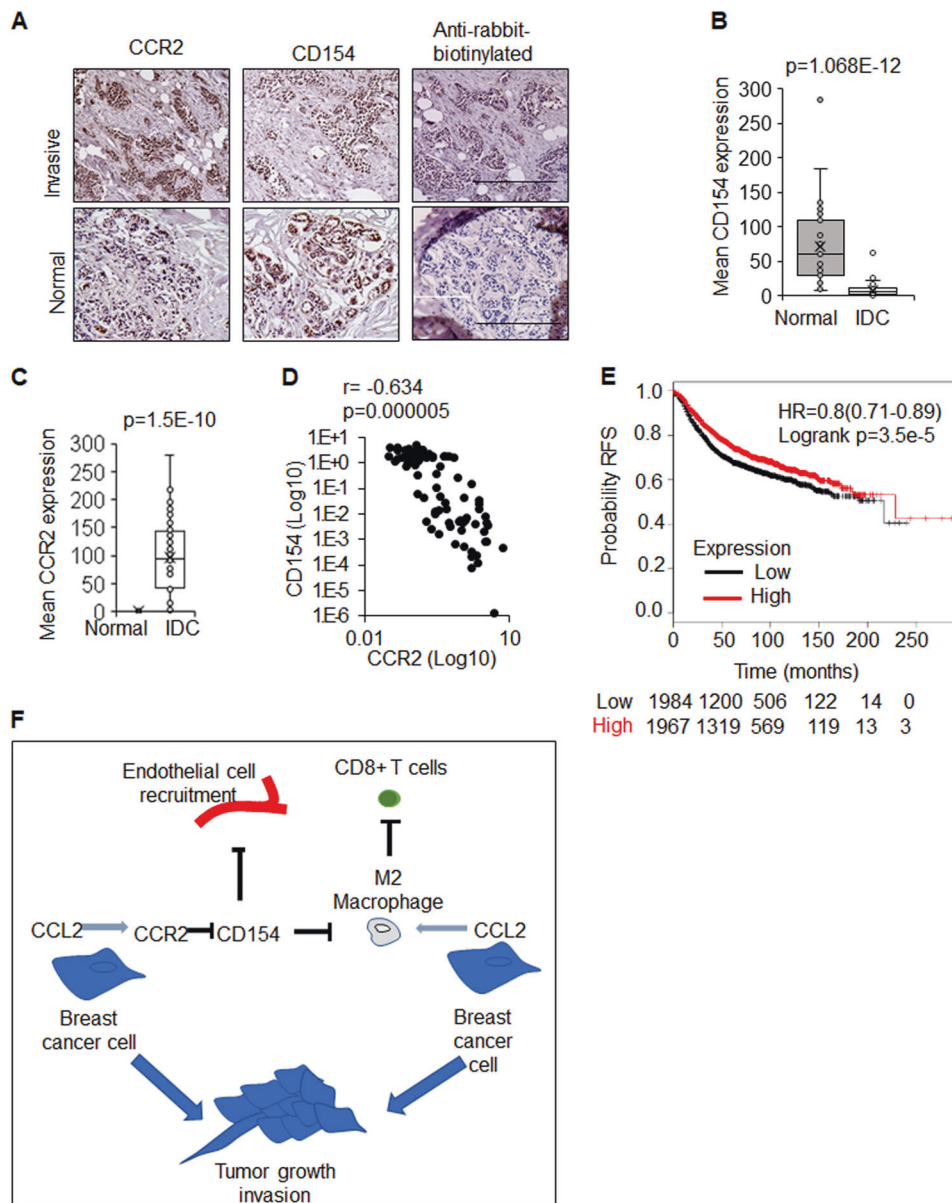 A
CCR2
CD154
Anti-rabbit-
biotinylated
Invasive
Normal
B
p=1.068E-12
Mean CD154 expression
300
250
200
150
100
50
0
Normal IDC
C
p=1.5E-10
Mean CCR2 expression
300
250
200
150
100
50
0
Normal IDC
D
r= -0.634
p=0.000005
CD154 (Log10)
1E+1
1E+0
1E-1
1E-2
1E-3
1E-4
1E-5
1E-6
0.01 0.1 10
CCR2 (Log10)
E
HR=0.8(0.71-0.89)
Logrank p=3.5e-5
Probability RFS
1.0
0.8
0.6
0.4
0.2
0.0
Expression
Low
High
0 50 100 150 200 250
Time (months)
Low 1984 1200 506 122 14 0
High 1967 1319 569 119 13 3
F
Endothelial cell
recruitment
CD8+ T cells
M2
Macrophage
CCL2 CCR2 CD154 CCL2
Breast
cancer cell
Breast
cancer
cell
Tumor growth
invasion